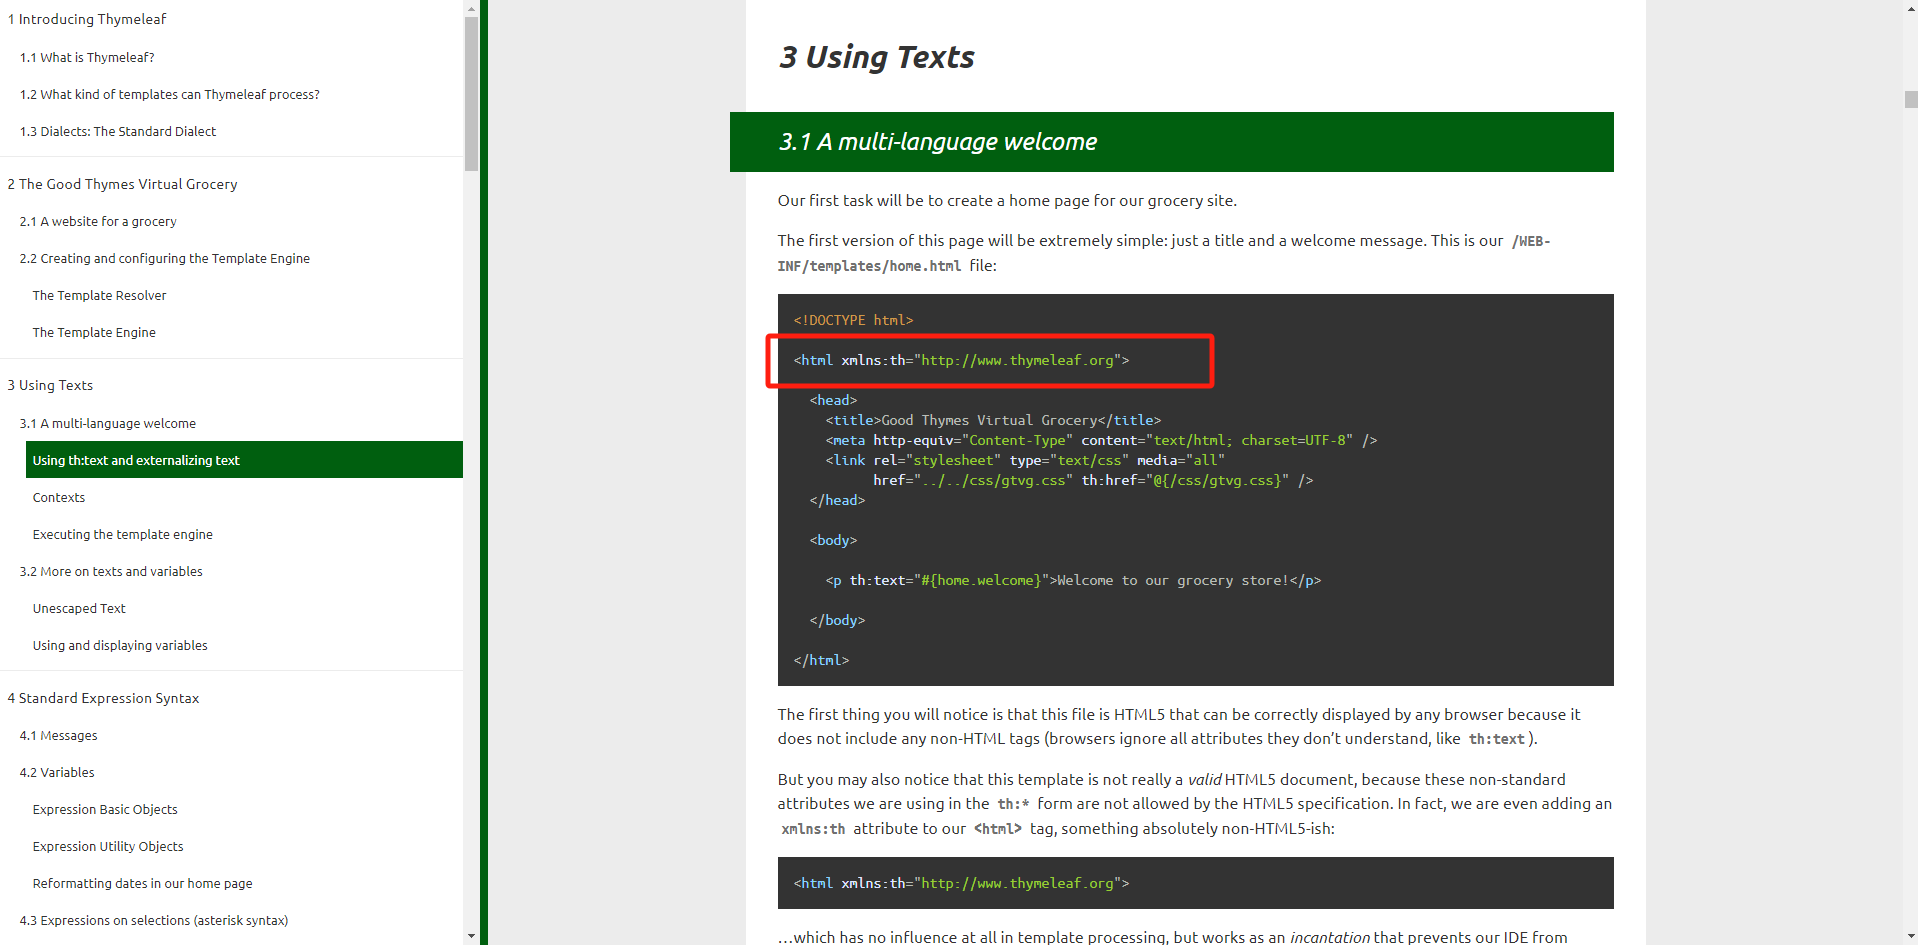 1 Introducing Thymeleaf
1.1 What is Thymeleaf?
1.2 What kind of templates can Thymeleaf process?
1.3 Dialects: The Standard Dialect
2 The Good Thymes Virtual Grocery
2.1 A website for a grocery
2.2 Creating and configuring the Template Engine
The Template Resolver
The Template Engine
3 Using Texts
3.1 A multi-language welcome
Using th:text and externalizing text
Contexts
Executing the template engine
3.2 More on texts and variables
Unescaped Text
Using and displaying variables
4 Standard Expression Syntax
4.1 Messages
4.2 Variables
Expression Basic Objects
Expression Utility Objects
Reformatting dates in our home page
4.3 Expressions on selections (asterisk syntax)
3 Using Texts
3.1 A multi-language welcome
Our first task will be to create a home page for our grocery site.
The first version of this page will be extremely simple: just a title and a welcome message. This is our /WEB-
INF/templates/home.html file:
<!DOCTYPE html>
<html xmlns:th="http://www.thymeleaf.org">
<head>
<title>Good Thymes Virtual Grocery</title>
<meta http-equiv="Content-Type" content="text/html; charset=UTF-8" />
<link rel="stylesheet" type="text/css" media="all"
href="../../css/gtvg.css" th:href="@{/css/gtvg.css}" />
</head>
<body>
<p th:text="#{home.welcome}">Welcome to our grocery store!</p>
</body>
</html>
The first thing you will notice is that this file is HTML5 that can be correctly displayed by any browser because it
does not include any non-HTML tags (browsers ignore all attributes they don’t understand, like th:text).
But you may also notice that this template is not really a valid HTML5 document, because these non-standard
attributes we are using in the th:* form are not allowed by the HTML5 specification. In fact, we are even adding an
xmlns:th attribute to our <html> tag, something absolutely non-HTML5-ish:
<html xmlns:th="http://www.thymeleaf.org">
…which has no influence at all in template processing, but works as an incantation that prevents our IDE from